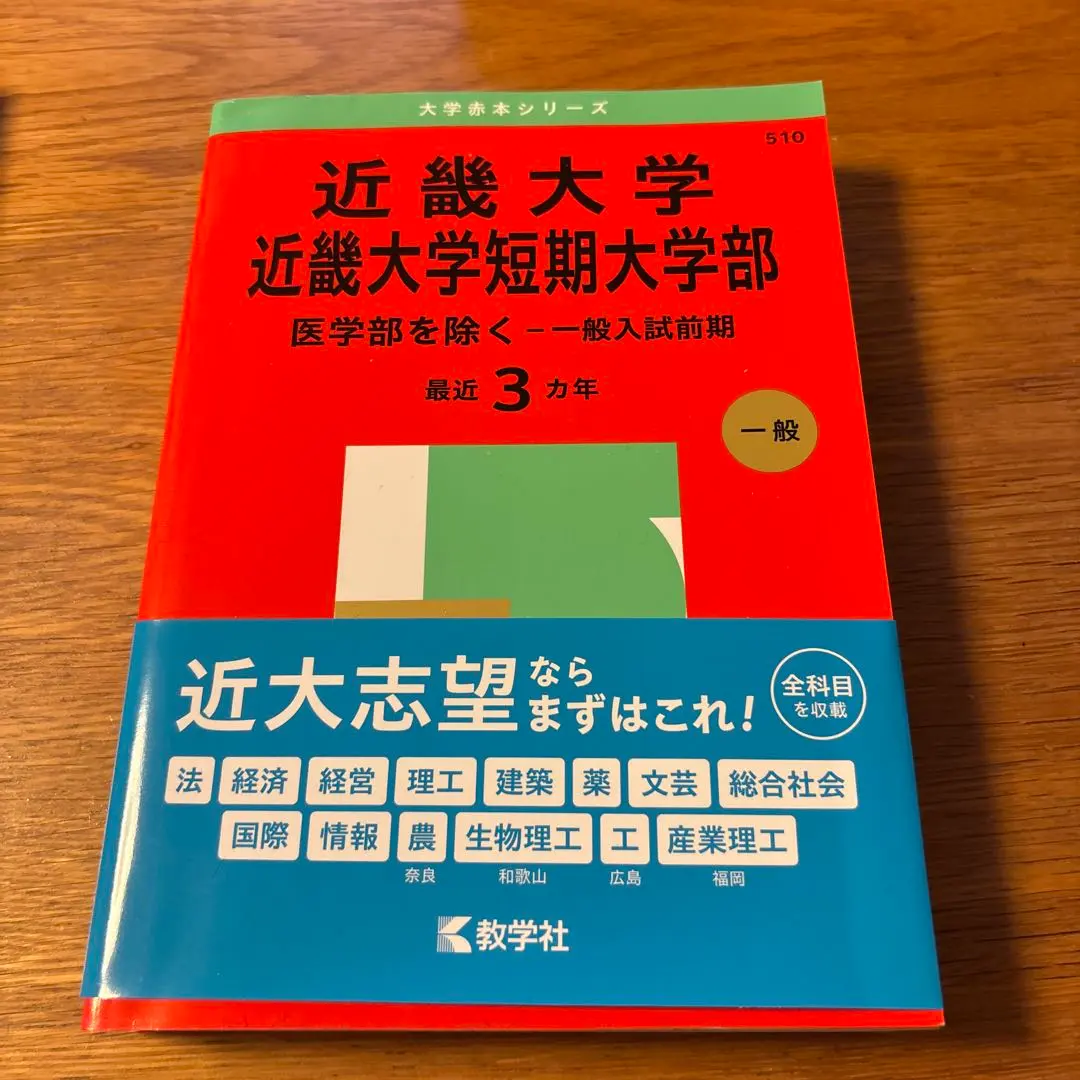 大学赤本シリーズ
510
近畿大学
近畿大学短期大学部
医学部を除く－一般入試前期
最近3カ年
一般
近大志望ならまずはこれ!
全科目を収載
法 経済 経営 理工 建築 薬 文芸 総合社会
国際 情報 農 生物理工 工 産業理工
奈良 和歌山 広島 福岡
教学社